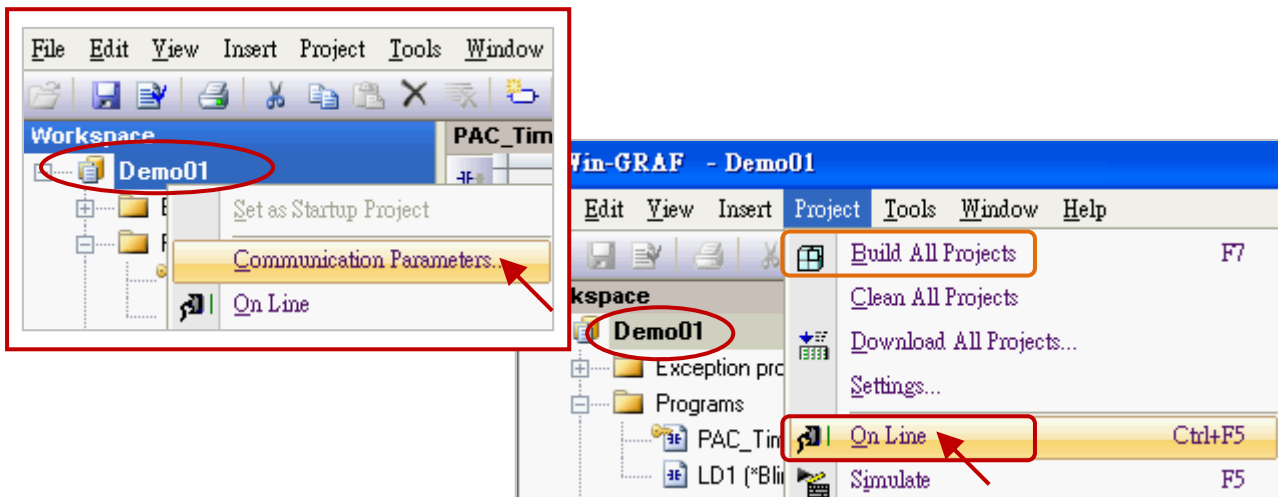 File Edit View Insert Project Tools Window
Workspace
PAC_Tim
Demo01
Set as Startup Project
Communication Parameters...
On Line
Win-GRAF - Demo01
Edit View Insert Project Tools Window Help
Build All Projects F7
kspace
Clean All Projects
Demo01
Download All Projects...
Exception pro
Settings...
Programs
PAC_Tim
On Line Ctrl+F5
LD1 (*Bli
Simulate F5